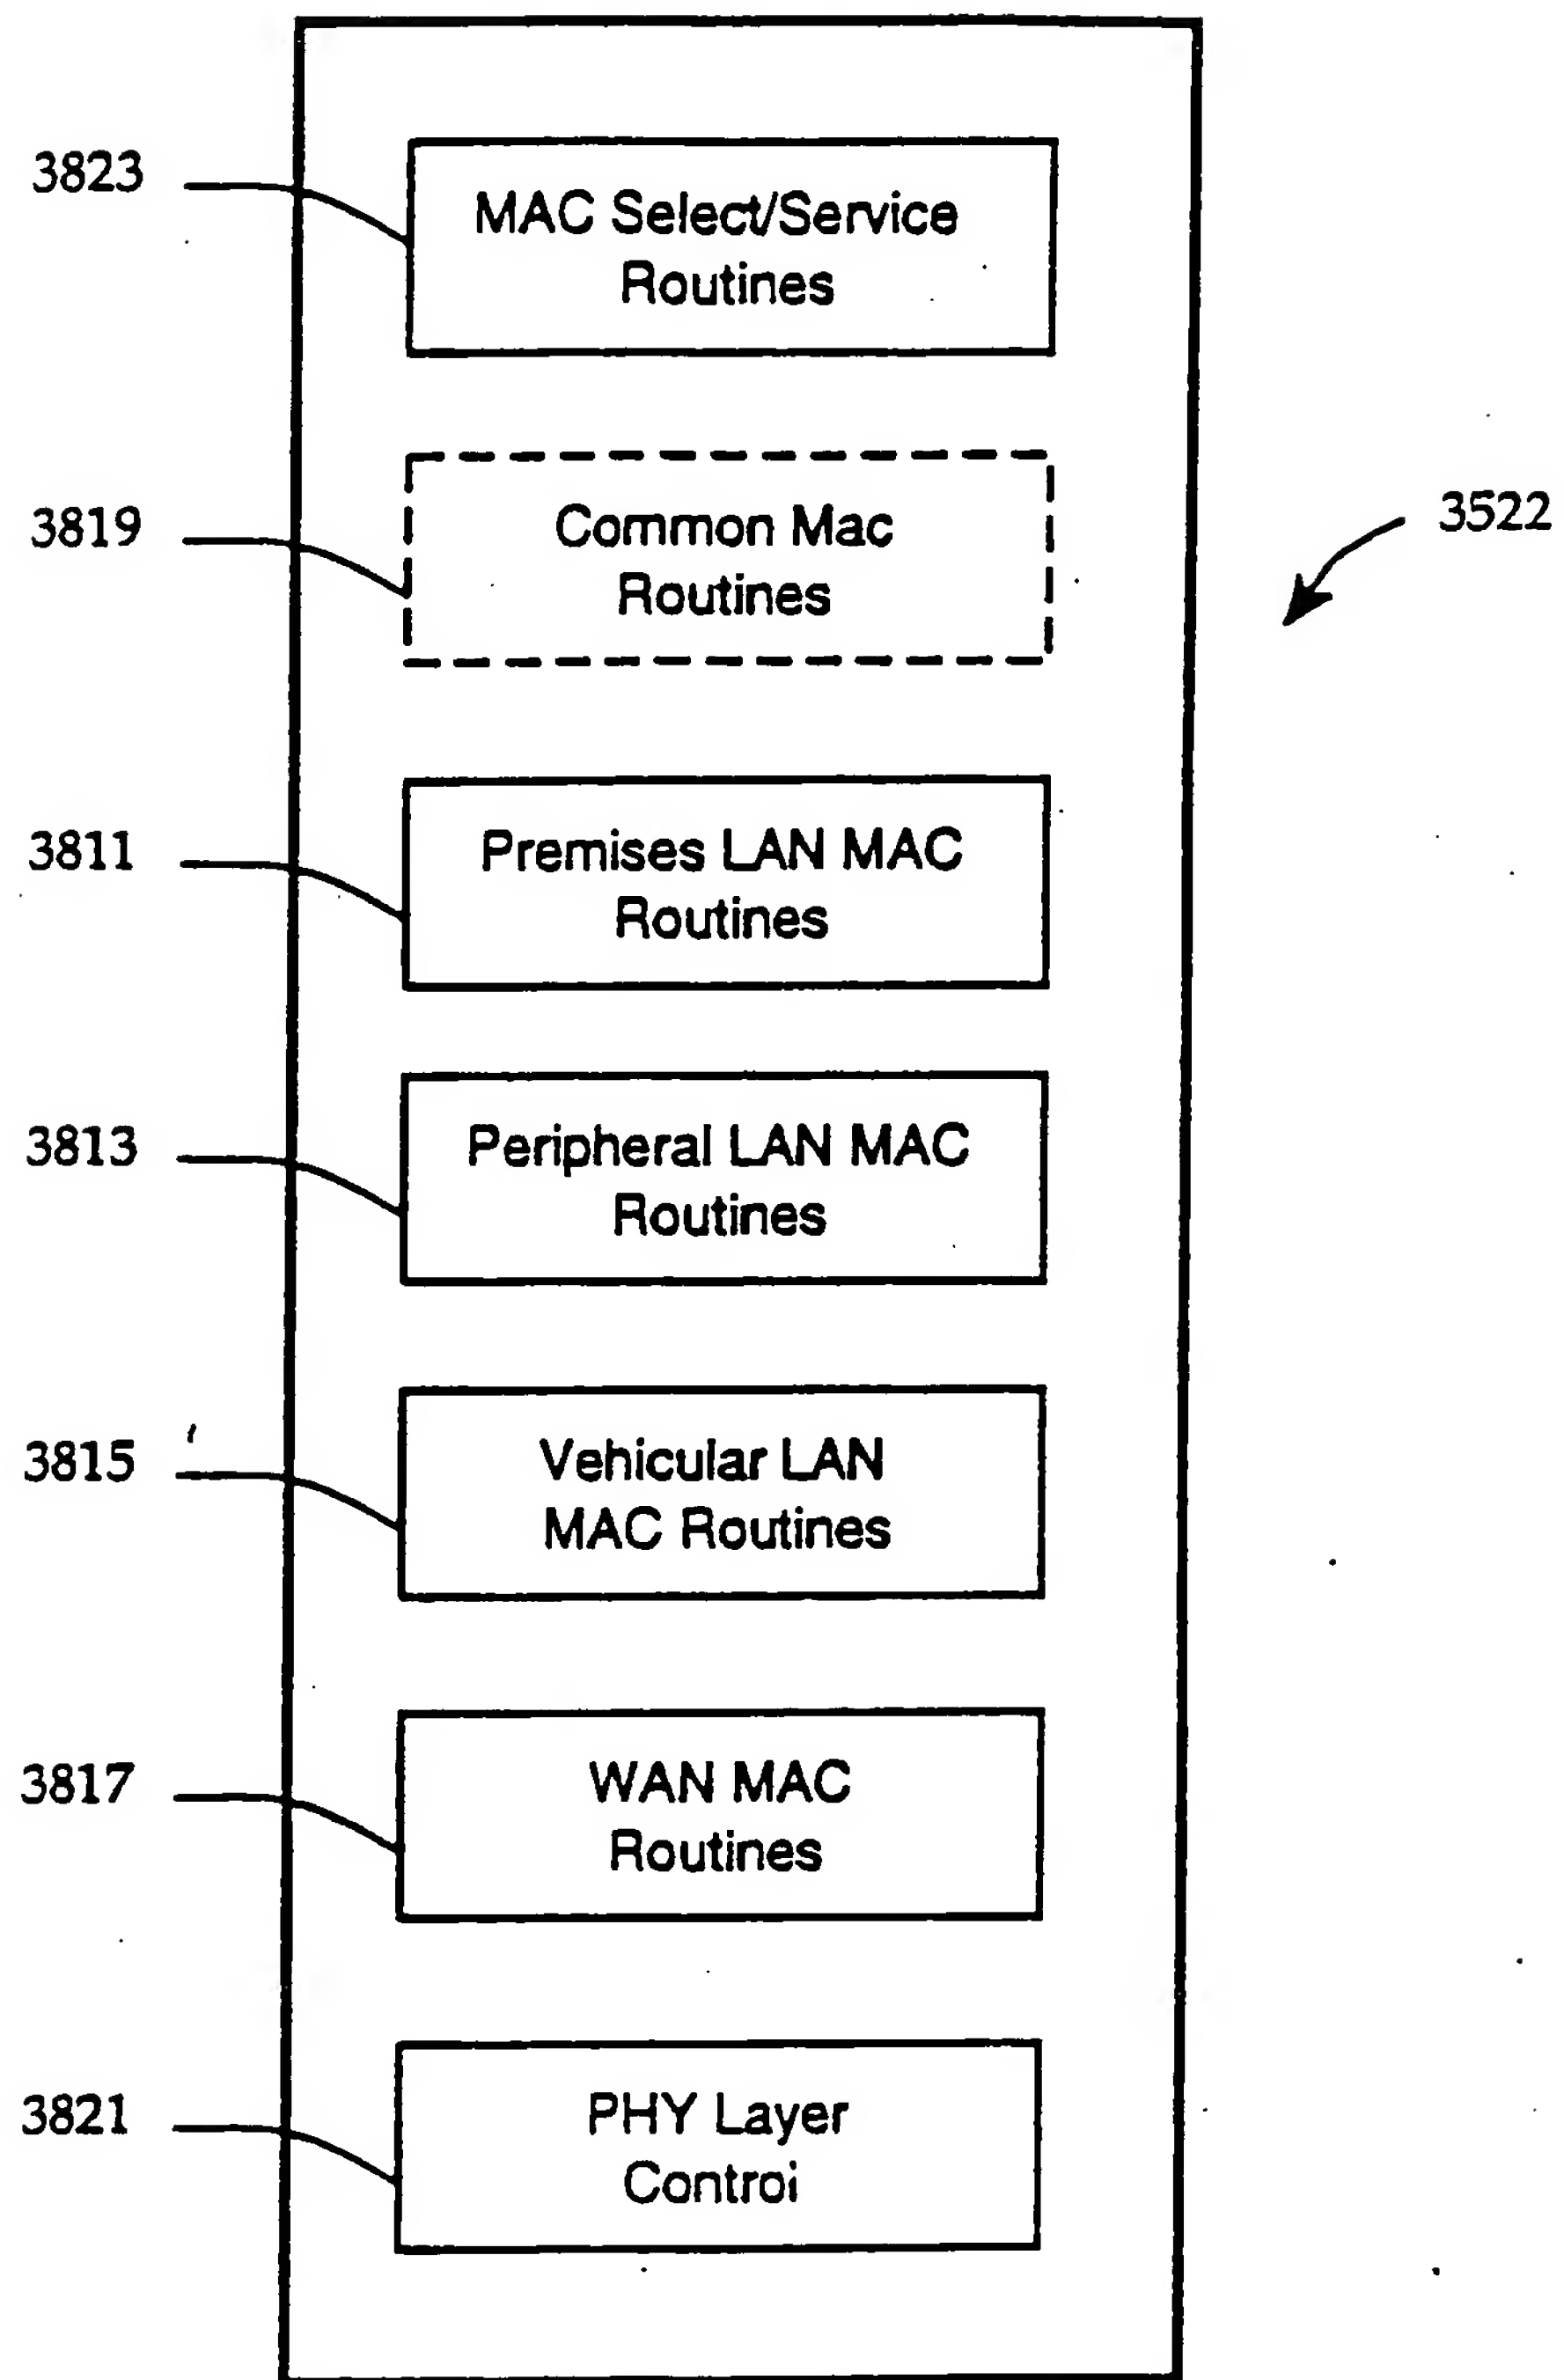 3823
MAC Select/Service
Routines
3819
Common Mac
Routines
3522
3811
Premises LAN MAC
Routines
3813
Peripheral LAN MAC
Routines
3815
Vehicular LAN
MAC Routines
3817
WAN MAC
Routines
3821
PHY Layer
Control